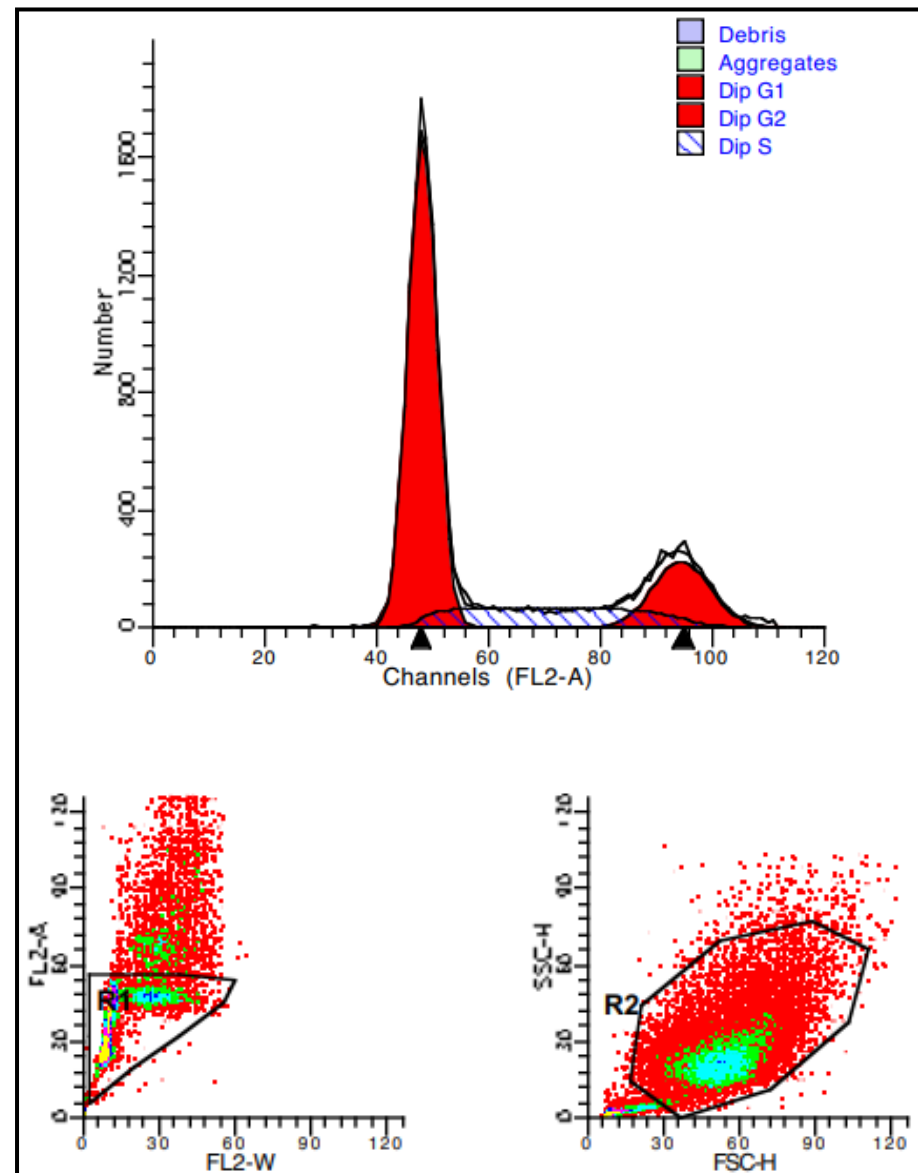 Debris
Aggregates
Dip G1
Dip G2
Dip S
Number
1600
1200
800
400
0
0 20 40 60 80 100 120
Channels (FL2-A)
FL2-A
120
90
60
30
0
R1
0 30 60 90 120
FL2-W
SSC-H
120
90
60
30
0
R2
0 30 60 90 120
FSC-H